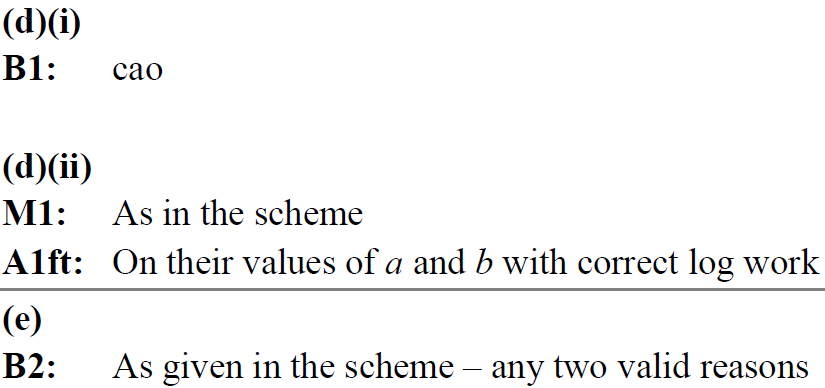 (d)(i)
B1: cao
(d)(ii)
M1: As in the scheme
A1ft: On their values of a and b with correct log work
(e)
B2: As given in the scheme – any two valid reasons